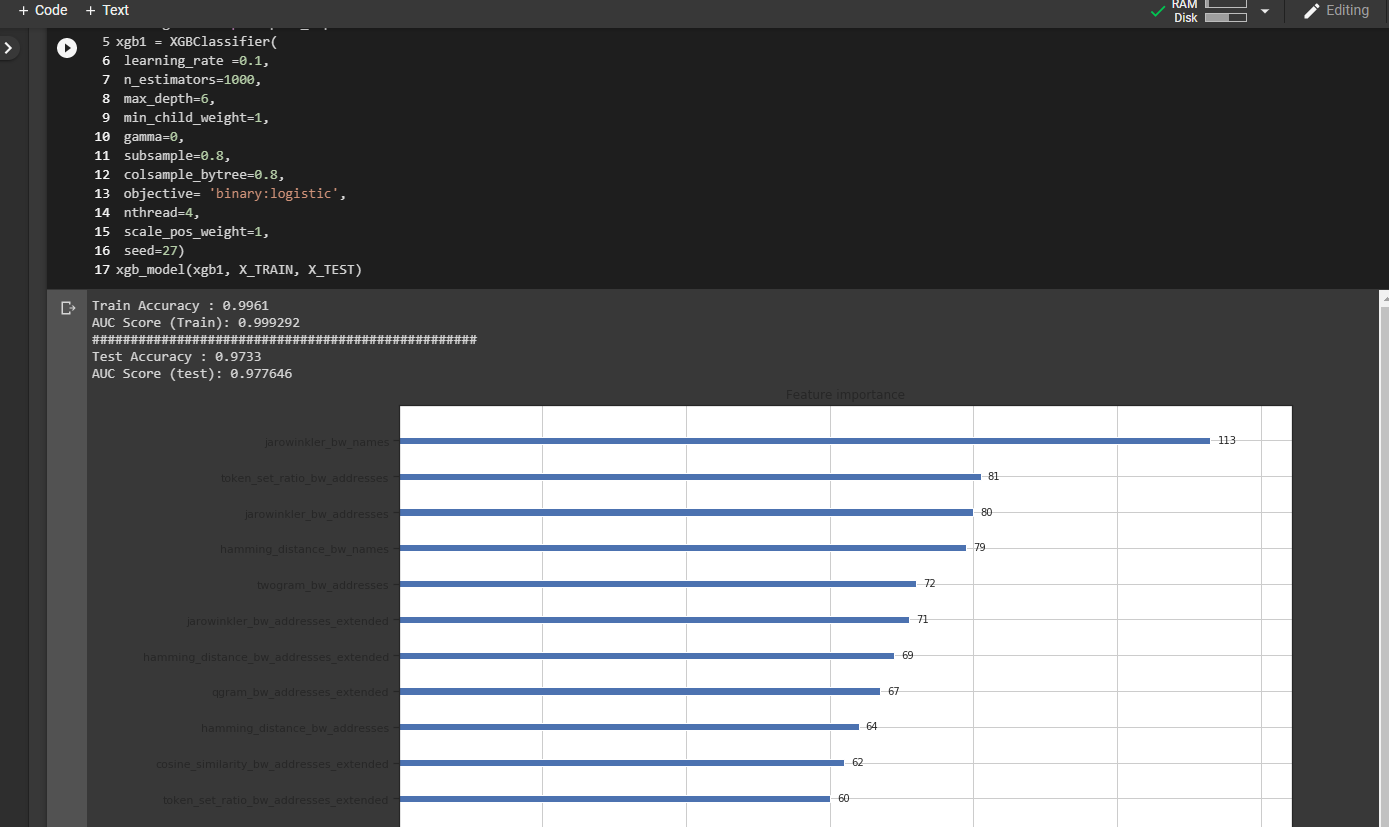 + Code + Text
RAM
Disk
Editing
5 xgb1 = XGBClassifier(
6 learning_rate =0.1,
7 n_estimators=1000,
8 max_depth=6,
9 min_child_weight=1,
10 gamma=0,
11 subsample=0.8,
12 colsample_bytree=0.8,
13 objective= 'binary:logistic',
14 nthread=4,
15 scale_pos_weight=1,
16 seed=27)
17 xgb_model(xgb1, X_TRAIN, X_TEST)
Train Accuracy : 0.9961
AUC Score (Train): 0.999292
##################################################
Test Accuracy : 0.9733
AUC Score (test): 0.977646
Feature importance
jarowinkler_bw_names 113
token_set_ratio_bw_addresses 81
jarowinkler_bw_addresses 80
hamming_distance_bw_names 79
twogram_bw_addresses 72
jarowinkler_bw_addresses_extended 71
hamming_distance_bw_addresses_extended 69
qgram_bw_addresses_extended 67
hamming_distance_bw_addresses 64
cosine_similarity_bw_addresses_extended 62
token_set_ratio_bw_addresses_extended 60